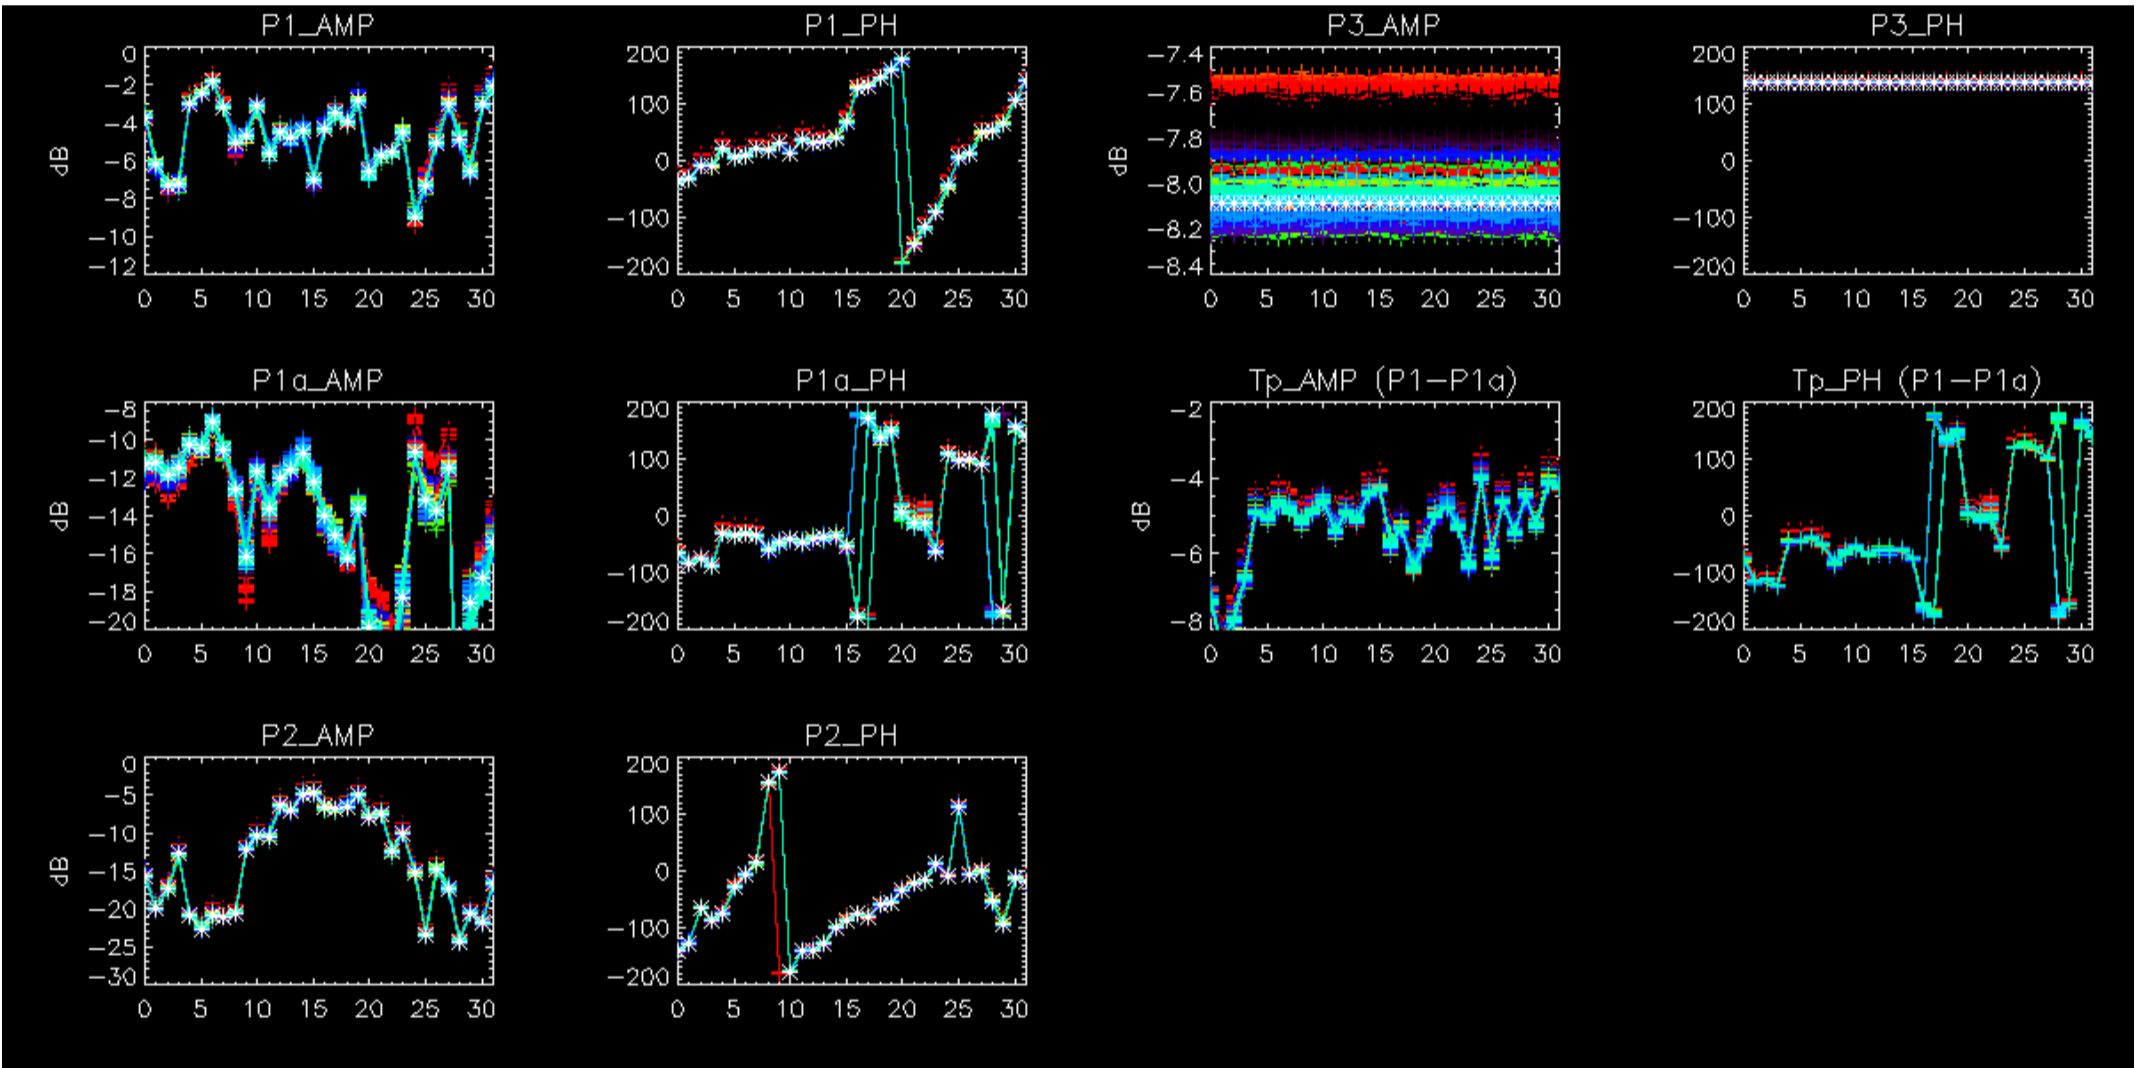 P1_AMP
P1_PH
P3_AMP
P3_PH
0
-2
-4
-6
-8
-10
-12
dB
0 5 10 15 20 25 30
200
100
0
-100
-200
0 5 10 15 20 25 30
-7.4
-7.6
-7.8
-8.0
-8.2
-8.4
dB
0 5 10 15 20 25 30
200
100
0
-100
-200
0 5 10 15 20 25 30
P1a_AMP
P1a_PH
Tp_AMP (P1-P1a)
Tp_PH (P1-P1a)
-8
-10
-12
-14
-16
-18
-20
dB
0 5 10 15 20 25 30
200
100
0
-100
-200
0 5 10 15 20 25 30
-2
-4
-6
-8
dB
0 5 10 15 20 25 30
200
100
0
-100
-200
0 5 10 15 20 25 30
P2_AMP
P2_PH
0
-5
-10
-15
-20
-25
-30
dB
0 5 10 15 20 25 30
200
100
0
-100
-200
0 5 10 15 20 25 30